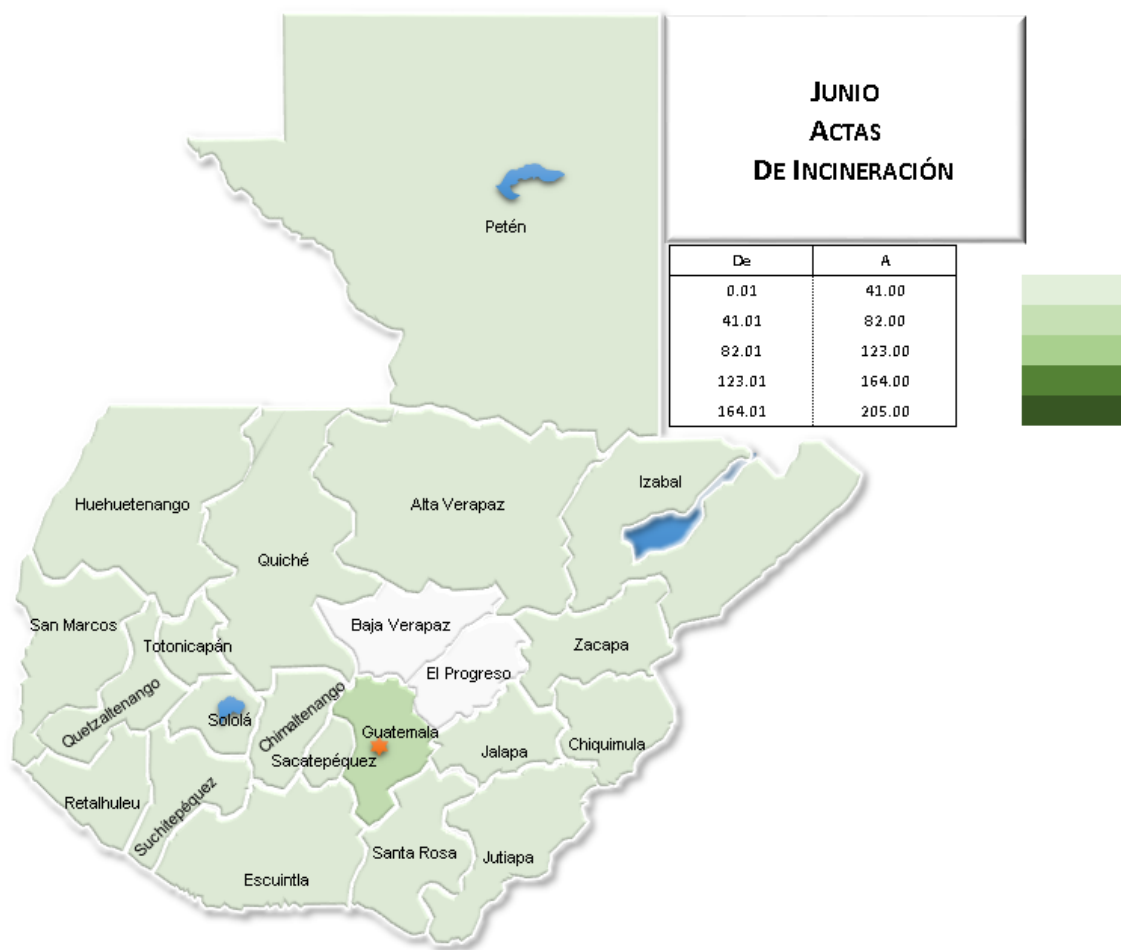 JUNIO
ACTAS
DE INCINERACIÓN
De A
0.01 41.00
41.01 82.00
82.01 123.00
123.01 164.00
164.01 205.00
Petén
Izabal
Huehuetenango
Alta Verapaz
Quiché
San Marcos
Baja Verapaz
Totonicapán
Zacapa
El Progreso
Quetzaltenango
Sololá
Chimaltenango
Guatemala
Sacatepéquez
Jalapa
Chiquimula
Retalhuleu
Suchitepéquez
Santa Rosa
Jutiapa
Escuintla